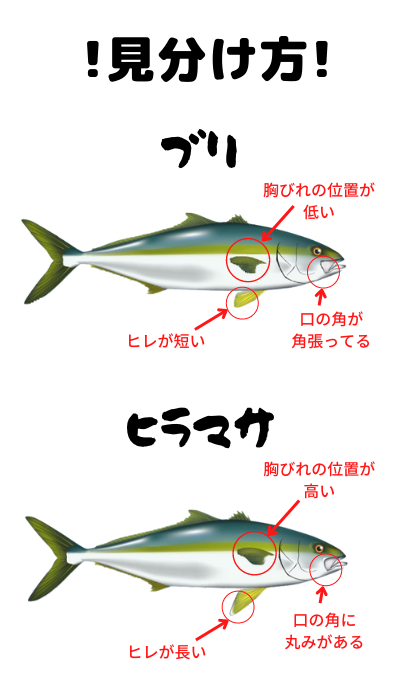 !見分け方!
ブリ
胸びれの位置が
低い
口の角が
角張ってる
ヒレが短い
ヒラマサ
胸びれの位置が
高い
口の角に
丸みがある
ヒレが長い